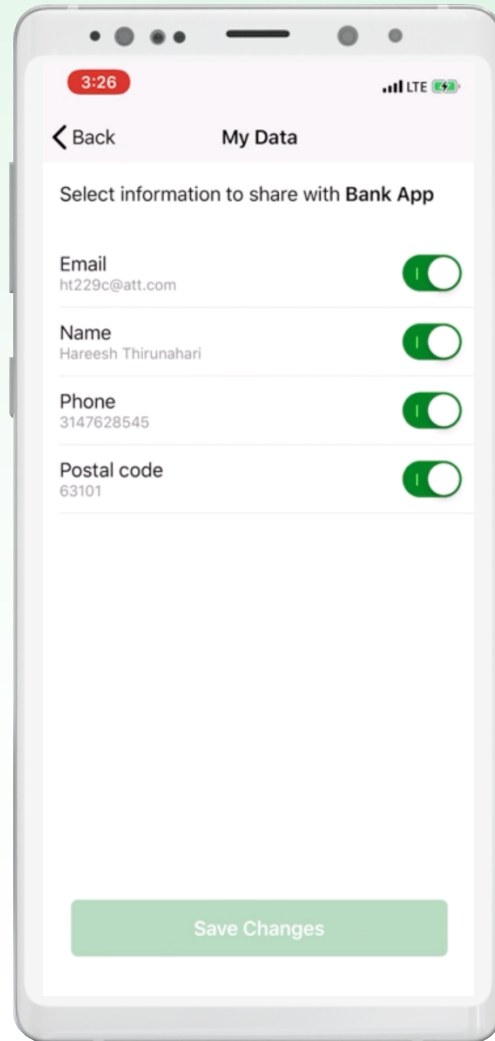 3:26
LTE
Back
My Data
Select information to share with Bank App
Email
ht229c@att.com
Name
Hareesh Thirunahari
Phone
3147628545
Postal code
63101
Save Changes